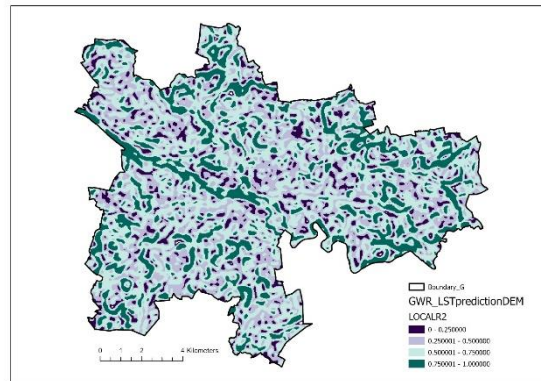 Boundary_G
GWR_LSTpredictionDEM
LOCALR2
0 - 0.250000
0.250001 - 0.500000
0.500001 - 0.750000
0.750001 - 1.000000
0 1 2 4 Kilometers